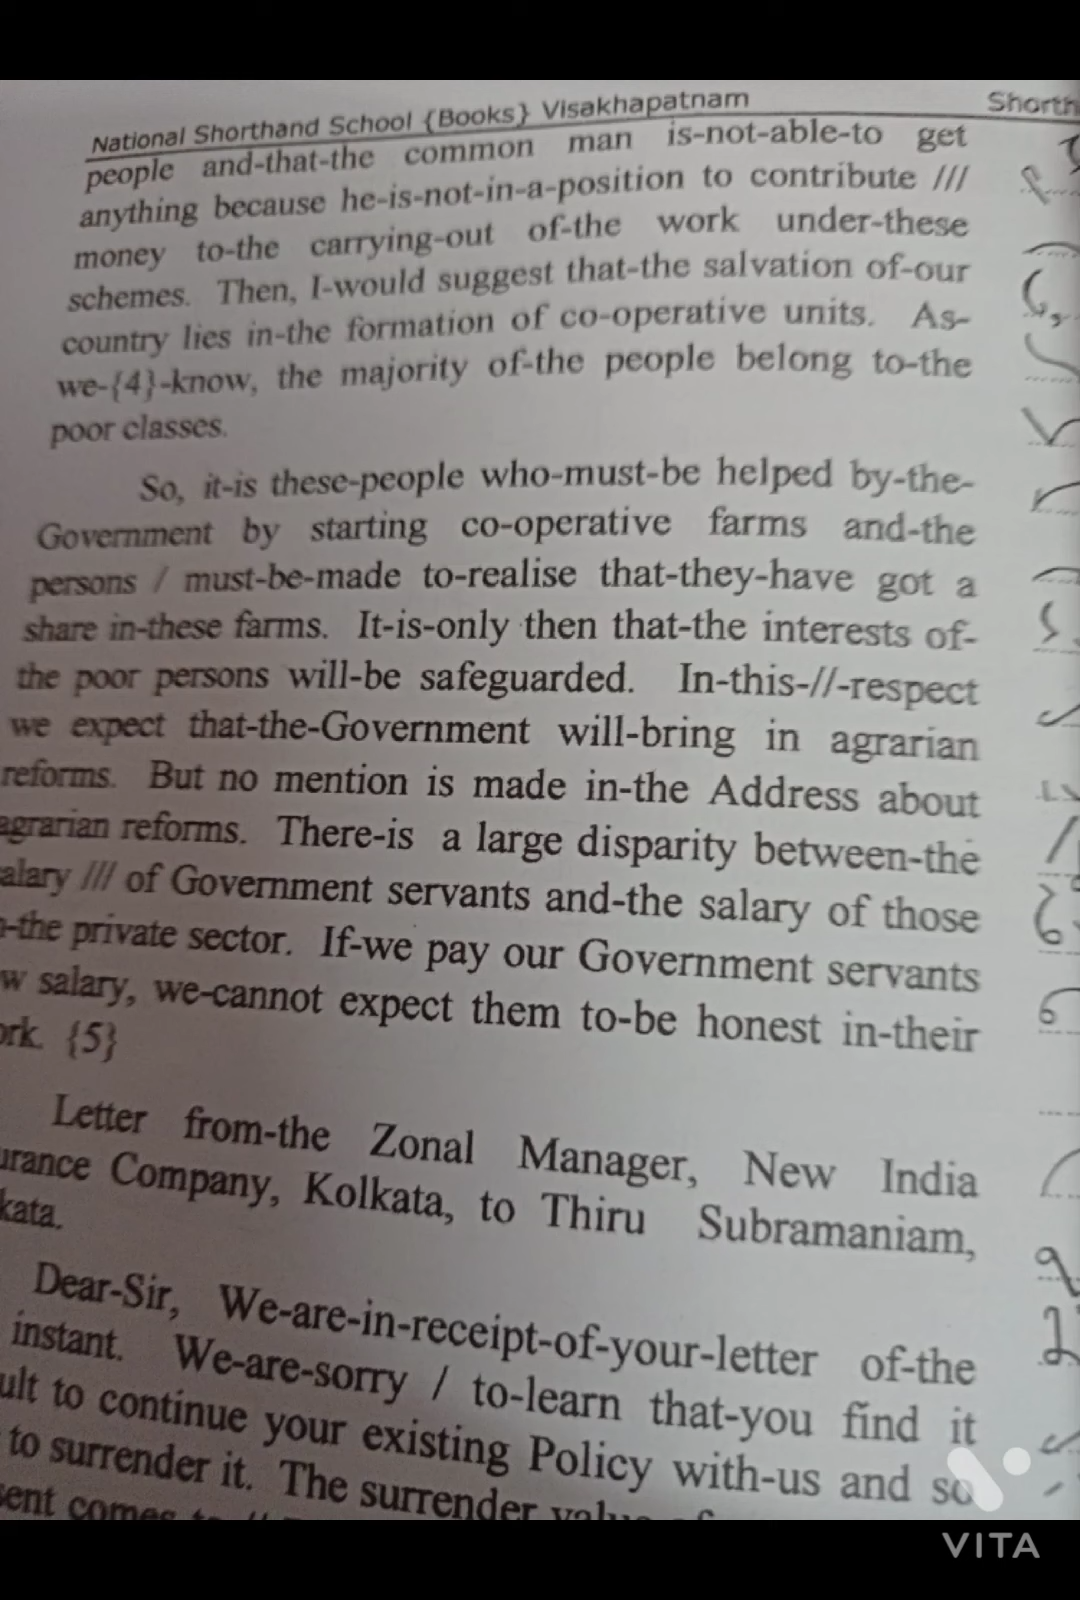 National Shorthand School {Books} Visakhapatnam
people and-that-the common man is-not-able-to get
anything because he-is-not-in-a-position to contribute ///
money to-the carrying-out of-the work under-these
schemes. Then, I-would suggest that-the salvation of-our
country lies in-the formation of co-operative units. As-
we-{4}-know, the majority of-the people belong to-the
poor classes.
So, it-is these-people who-must-be helped by-the-
Government by starting co-operative farms and-the
persons / must-be-made to-realise that-they-have got a
share in-these farms. It-is-only then that-the interests of-
the poor persons will-be safeguarded. In-this-//-respect
we expect that-the-Government will-bring in agrarian
reforms. But no mention is made in-the Address about
agrarian reforms. There-is a large disparity between-the
alary /// of Government servants and-the salary of those
-the private sector. If-we pay our Government servants
w salary, we-cannot expect them to-be honest in-their
ork. {5}
Letter from-the Zonal Manager, New India
urance Company, Kolkata, to Thiru Subramaniam,
kata.
Dear-Sir, We-are-in-receipt-of-your-letter of-the
instant. We-are-sorry / to-learn that-you find it
ult to continue your existing Policy with-us and so
to surrender it. The surrender
VITA